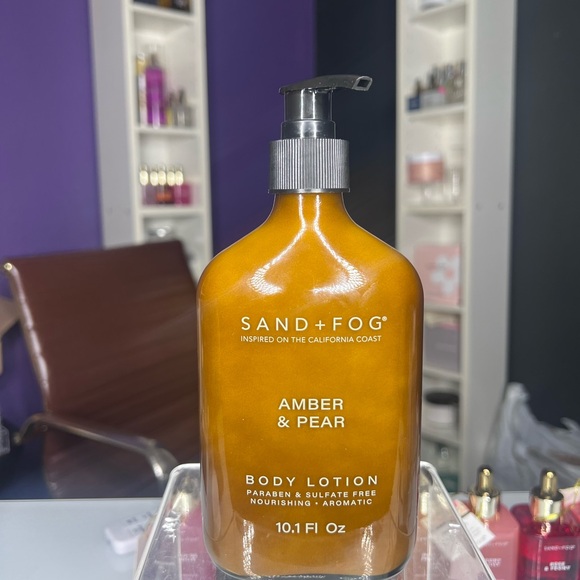 SAND + FOG®
INSPIRED ON THE CALIFORNIA COAST
AMBER
& PEAR
BODY LOTION
PARABEN & SULFATE FREE
NOURISHING • AROMATIC
10.1 Fl Oz